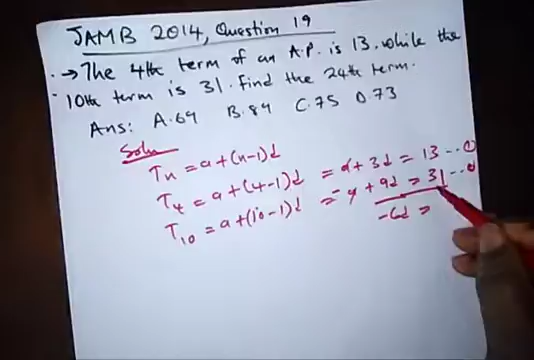 JAMB 2014, Question 19
→ The 4th term of an A.P. is 13 while the
10th term is 31. Find the 24th term.
Ans: A. 69 B. 89 C. 75 D. 73
Soln
Tn = a + (n-1)d
T4 = a + (4-1)d = a + 3d = 13 --- ①
T10 = a + (10-1)d = a + 9d = 31 ...
-6d =